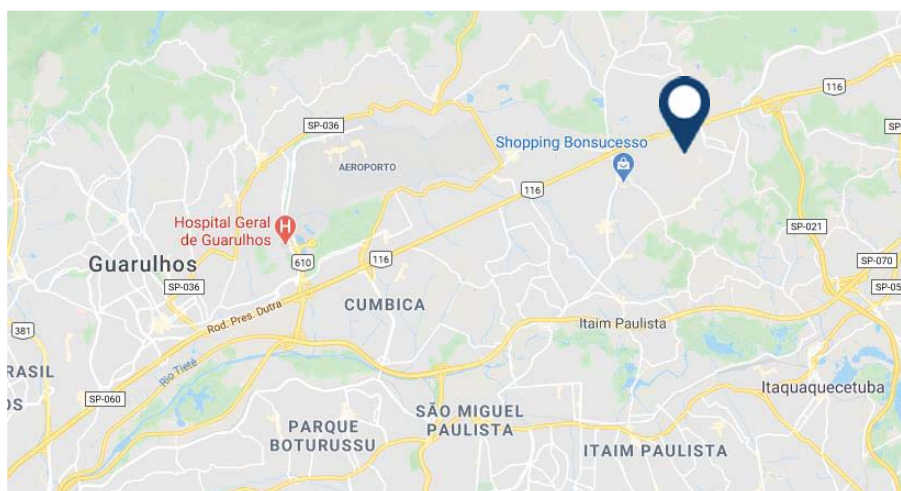 116
SP-036
Shopping Bonsucesso
AEROPORTO
116
Hospital Geral
de Guarulhos
SP-021
Guarulhos
610
116
SP-070
SP-036
SP-05
CUMBICA
Rod. Pres. Dutra
Itaim Paulista
381
Rio Tietê
RASIL
OS
SP-060
Itaquaquecetuba
SÃO MIGUEL
PAULISTA
PARQUE
BOTURUSSU
ITAIM PAULISTA